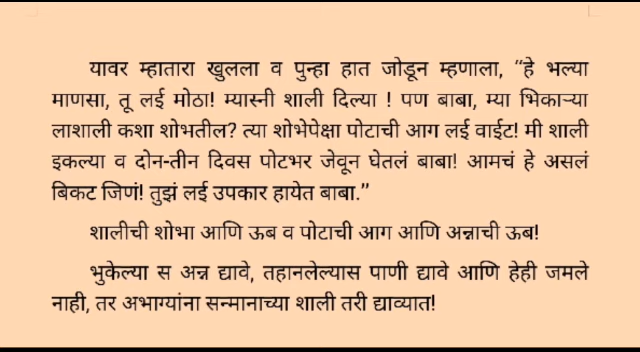 यावर म्हातारा खुलला व पुन्हा हात जोडून म्हणाला, “हे भल्या
माणसा, तू लई मोठा! म्यास्नी शाली दिल्या ! पण बाबा, म्या भिकाऱ्या
लाशाली कशा शोभतील? त्या शोभेपेक्षा पोटाची आग लई वाईट! मी शाली
इकल्या व दोन-तीन दिवस पोटभर जेवून घेतलं बाबा! आमचं हे असलं
बिकट जिणं! तुझं लई उपकार हायेत बाबा.”
शालीची शोभा आणि ऊब व पोटाची आग आणि अन्नाची ऊब!
भुकेल्या स अन्न द्यावे, तहानलेल्यास पाणी द्यावे आणि हेही जमले
नाही, तर अभाग्यांना सन्मानाच्या शाली तरी द्याव्यात!